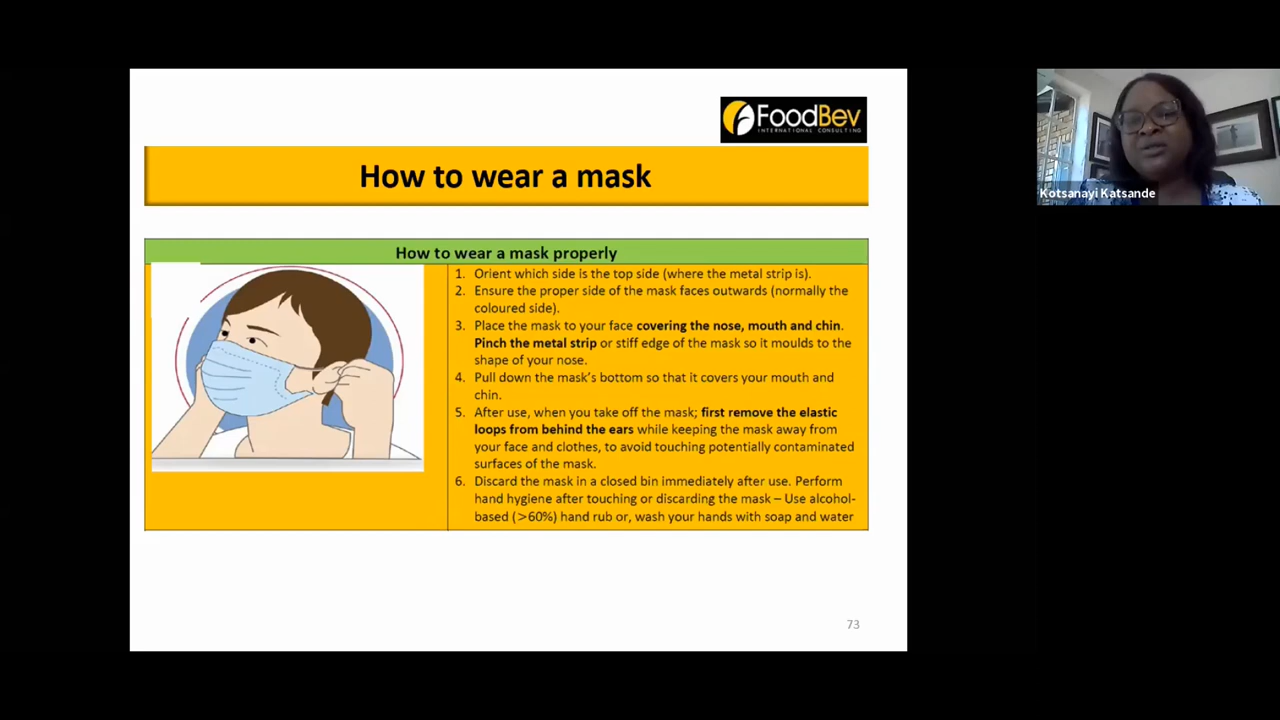 FoodBev
INTERNATIONAL CONSULTING
How to wear a mask
How to wear a mask properly
1. Orient which side is the top side (where the metal strip is).
2. Ensure the proper side of the mask faces outwards (normally the
coloured side).
3. Place the mask to your face covering the nose, mouth and chin.
Pinch the metal strip or stiff edge of the mask so it moulds to the
shape of your nose.
4. Pull down the mask's bottom so that it covers your mouth and
chin.
5. After use, when you take off the mask; first remove the elastic
loops from behind the ears while keeping the mask away from
your face and clothes, to avoid touching potentially contaminated
surfaces of the mask.
6. Discard the mask in a closed bin immediately after use. Perform
hand hygiene after touching or discarding the mask – Use alcohol-
based (>60%) hand rub or, wash your hands with soap and water
73
Kotsanayi Katsande